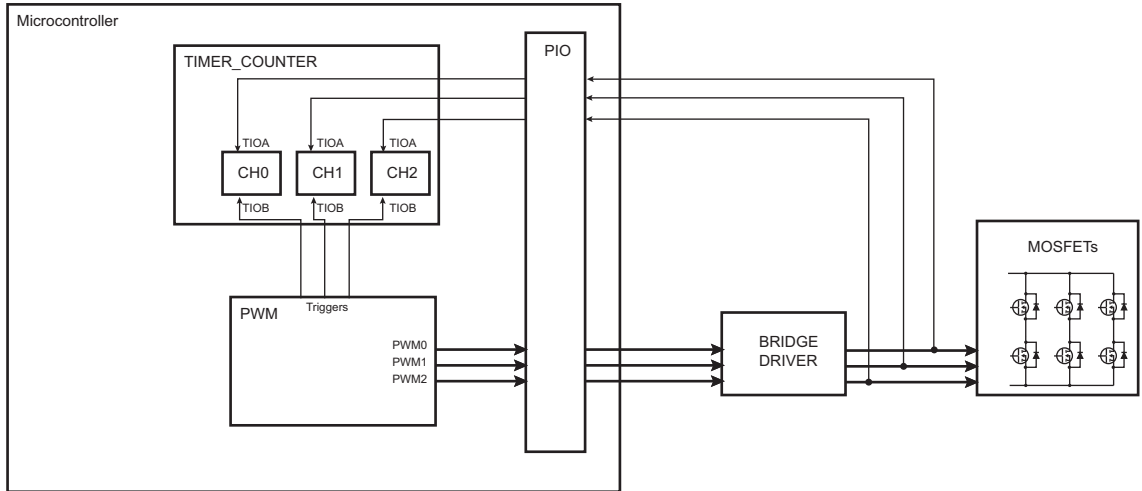 Microcontroller
TIMER_COUNTER
PIO
TIOA
TIOA
TIOA
CH0
CH1
CH2
TIOB
TIOB
TIOB
MOSFETs
Triggers
PWM
PWM0
PWM1
PWM2
BRIDGE
DRIVER